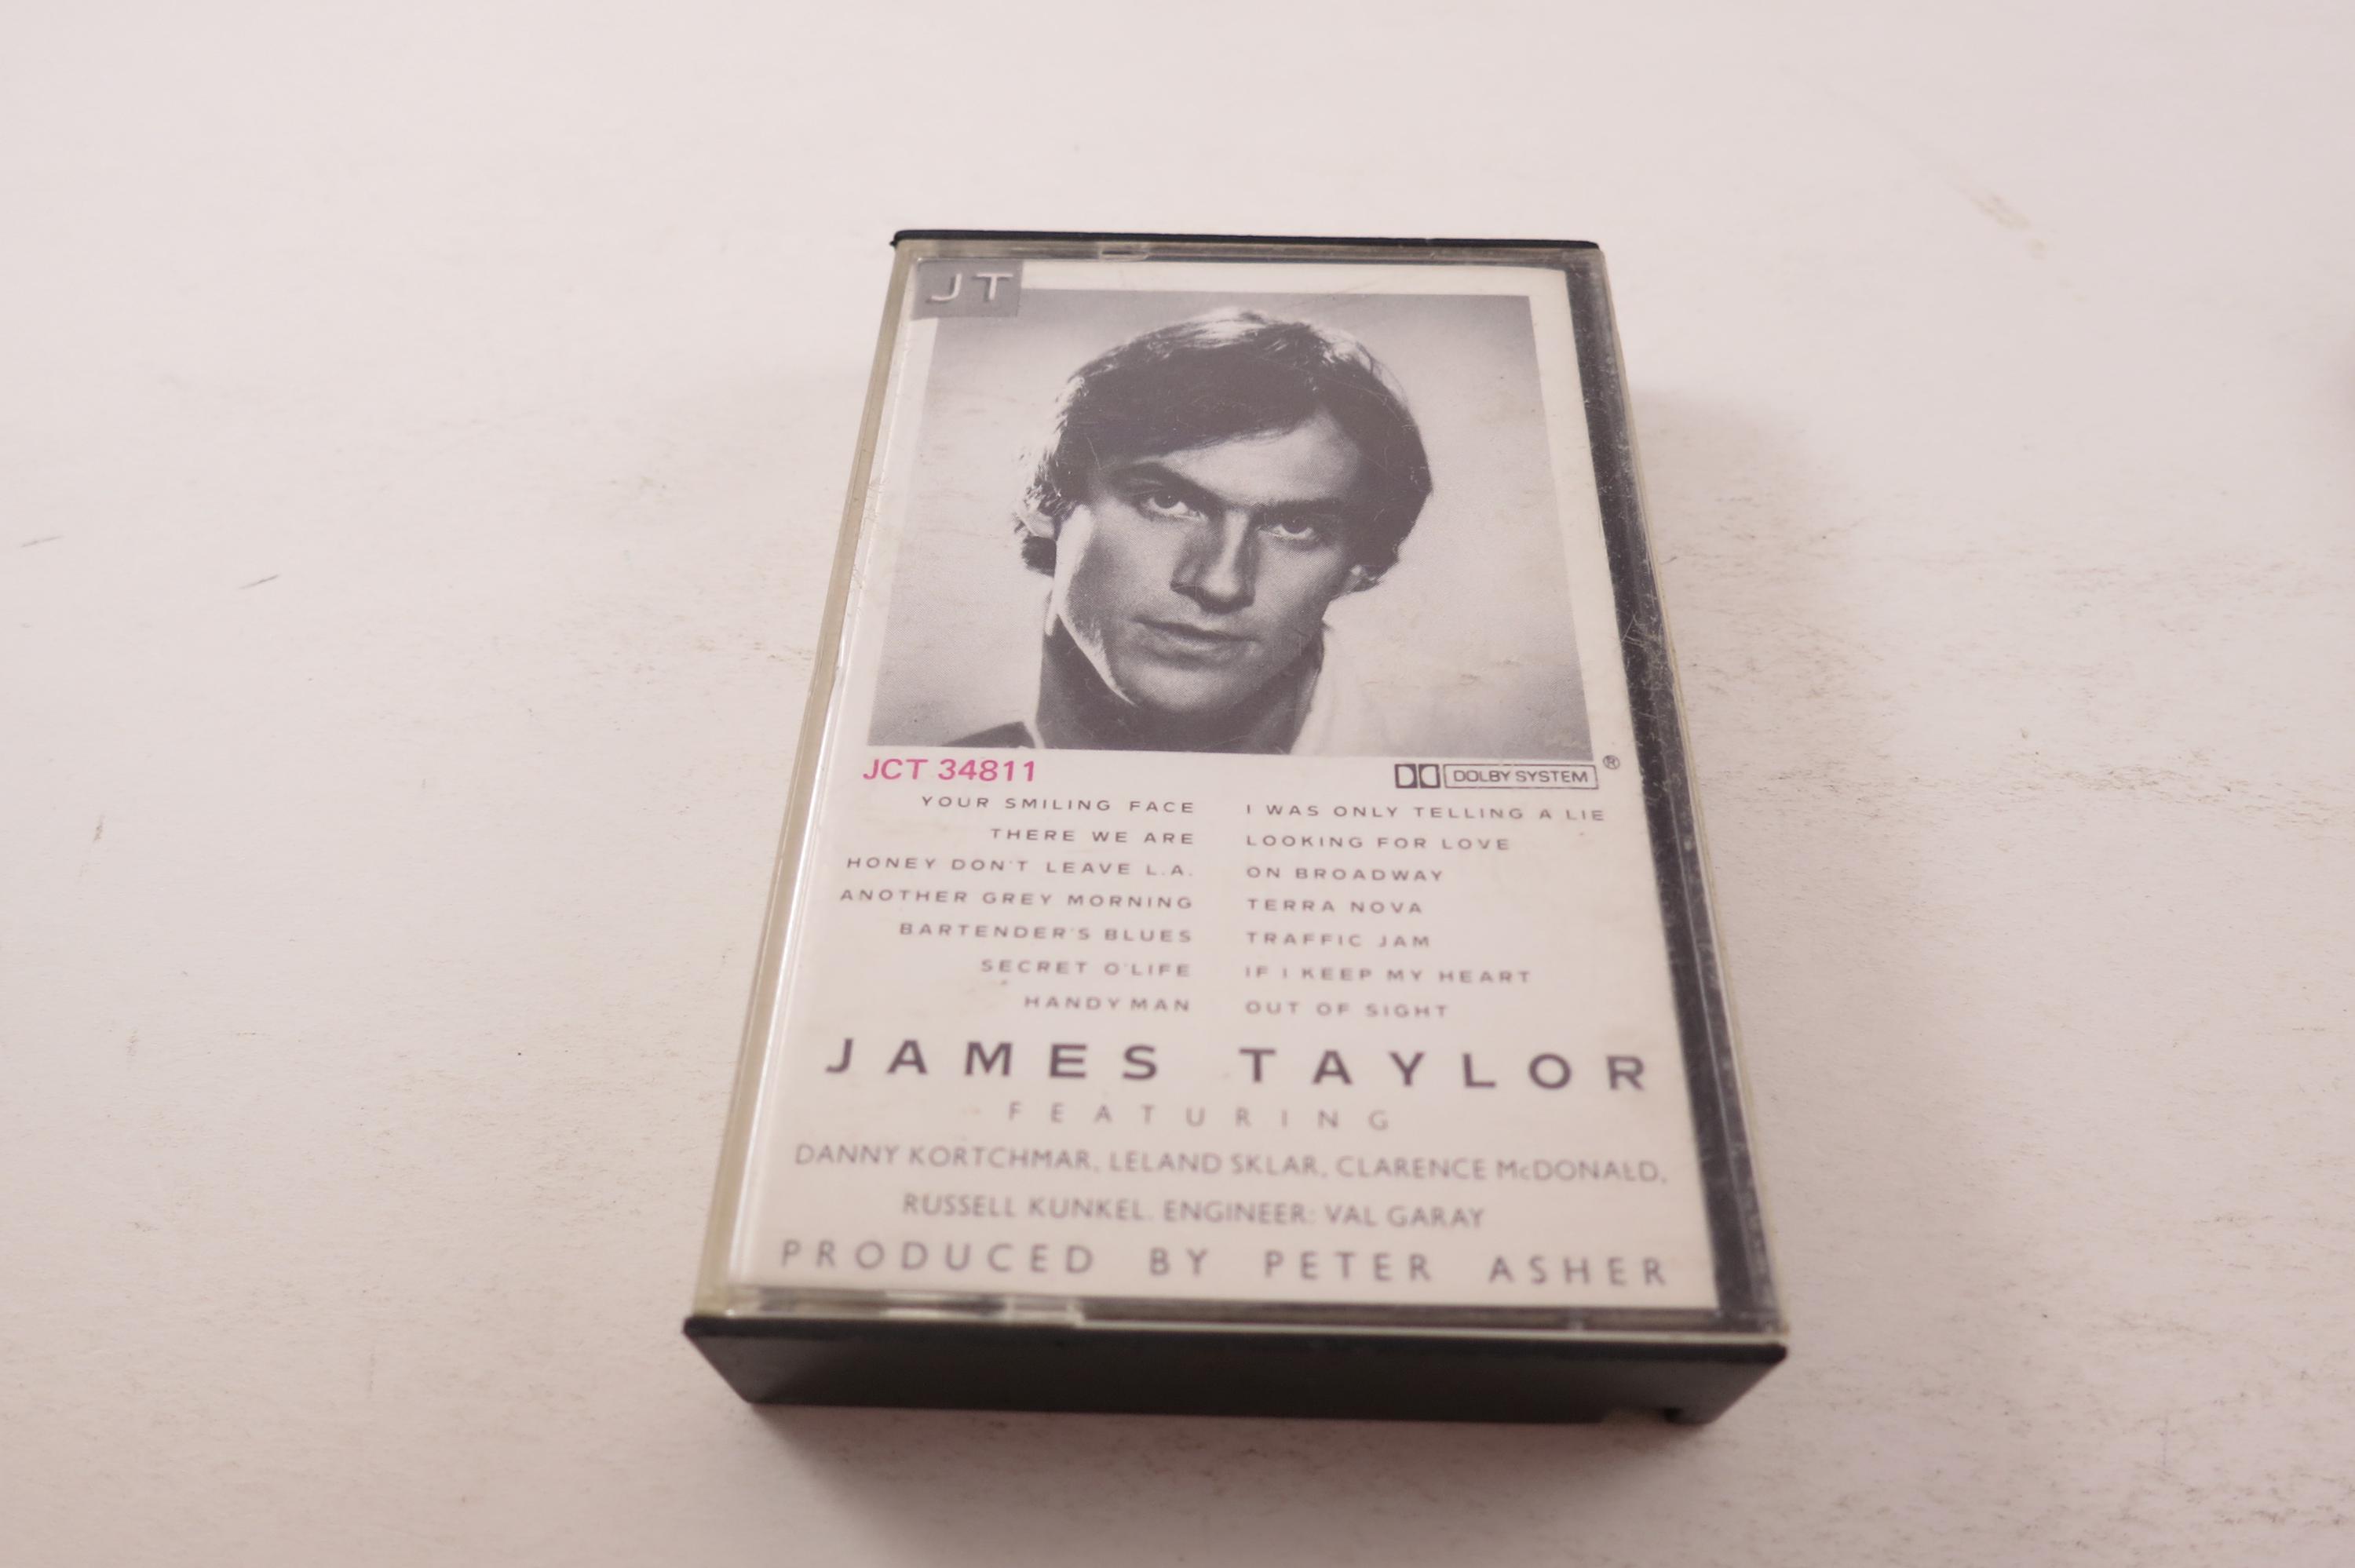 JT
JCT 34811
DOLBY SYSTEM ®
YOUR SMILING FACE
THERE WE ARE
HONEY DON'T LEAVE L.A.
ANOTHER GREY MORNING
BARTENDER'S BLUES
SECRET O'LIFE
HANDY MAN
I WAS ONLY TELLING A LIE
LOOKING FOR LOVE
ON BROADWAY
TERRA NOVA
TRAFFIC JAM
IF I KEEP MY HEART
OUT OF SIGHT
JAMES TAYLOR
FEATURING
DANNY KORTCHMAR, LELAND SKLAR, CLARENCE McDONALD,
RUSSELL KUNKEL. ENGINEER: VAL GARAY
PRODUCED BY PETER ASHER